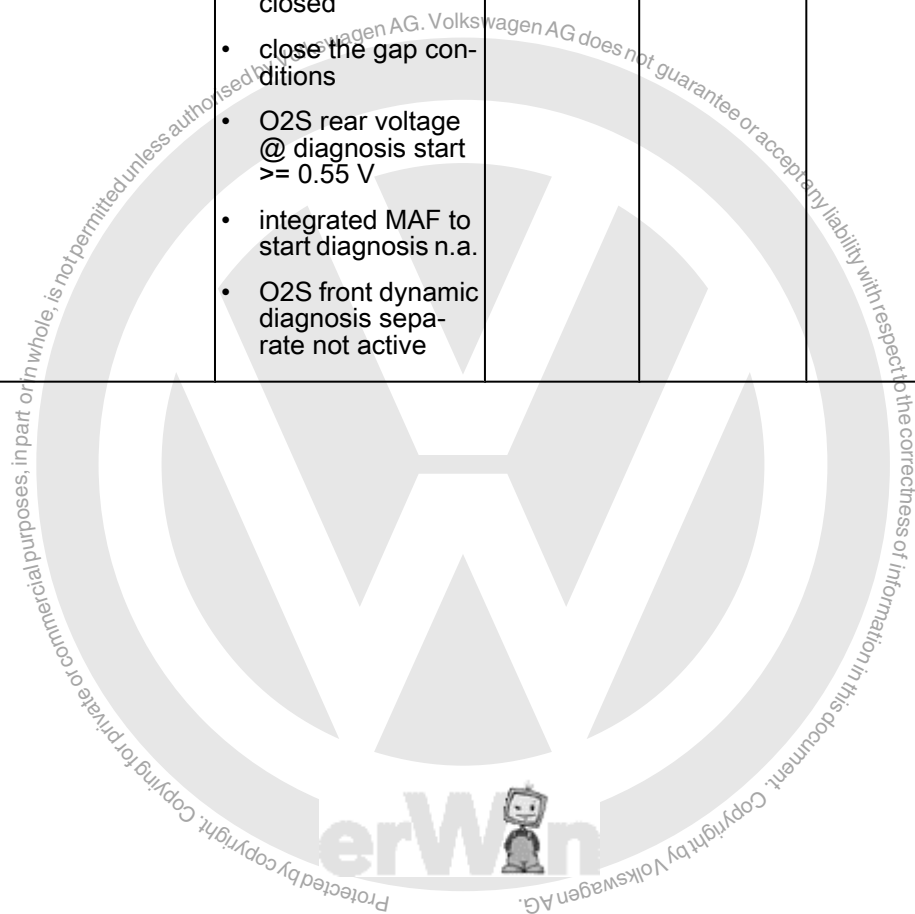 closed
• close the gap con-
ditions
• O2S rear voltage
@ diagnosis start
>= 0.55 V
• integrated MAF to
start diagnosis n.a.
• O2S front dynamic
diagnosis sepa-
rate not active
Protected by copyright. Copying for private or commercial purposes, in part or in whole, is not permitted unless authorised by Volkswagen AG. Volkswagen AG does not guarantee or accept any liability with respect to the correctness of information in this document. Copyright by Volkswagen AG.
erWin